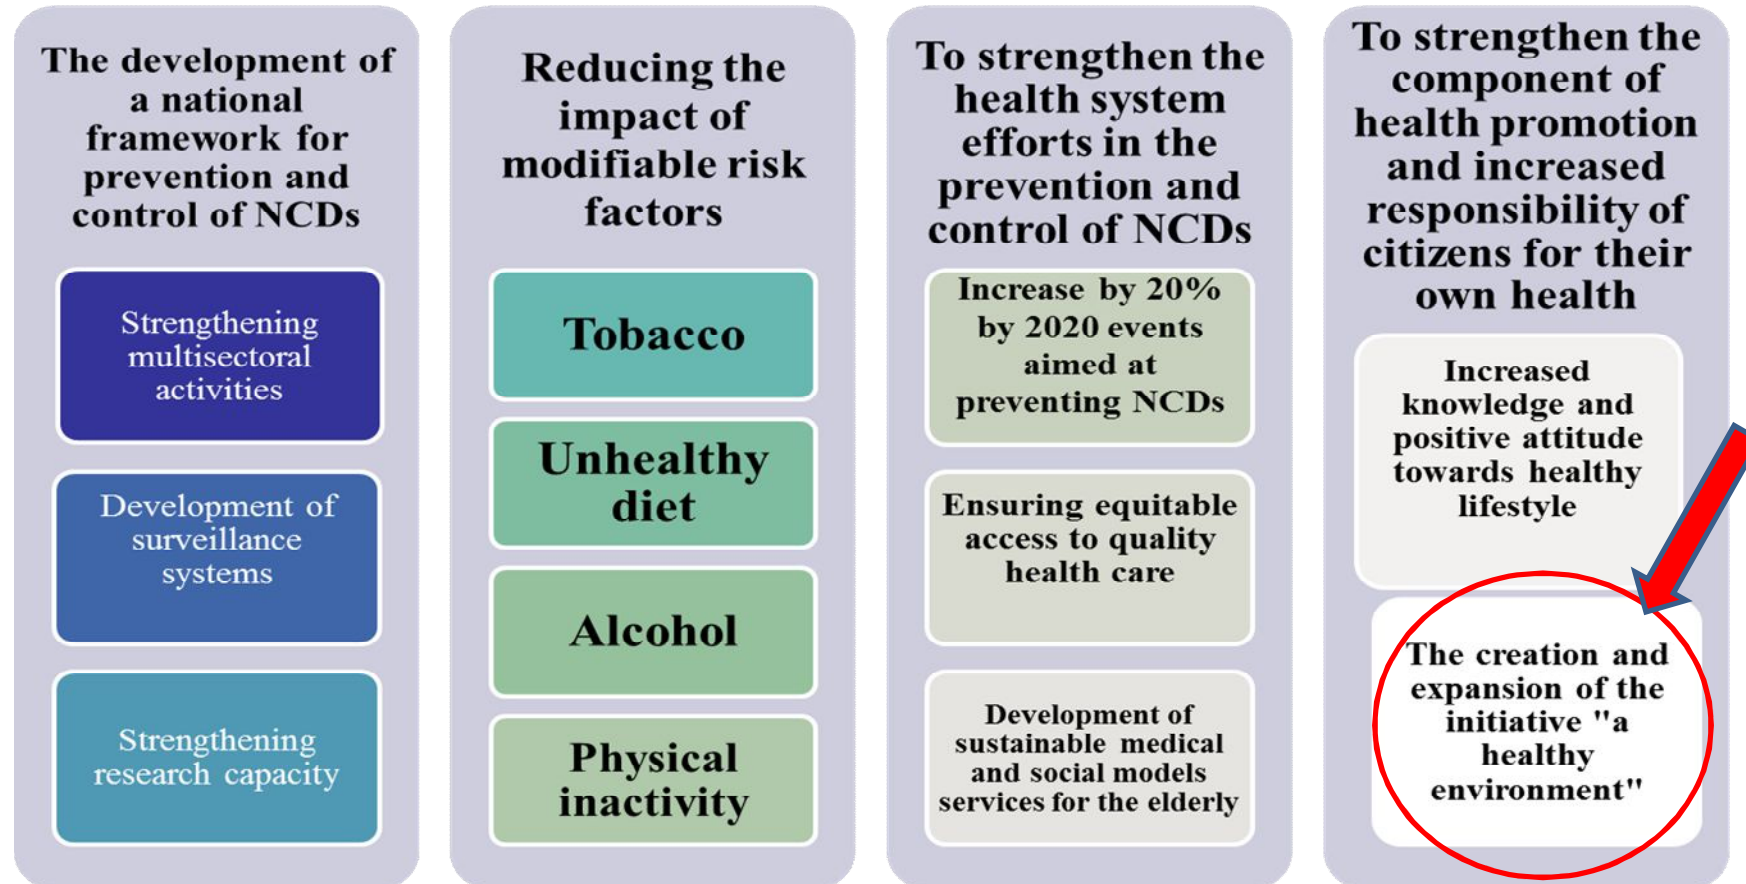 The development of
a national
framework for
prevention and
control of NCDs
Strengthening
multisectoral
activities
Development of
surveillance
systems
Strengthening
research capacity
Reducing the
impact of
modifiable risk
factors
Tobacco
Unhealthy
diet
Alcohol
Physical
inactivity
To strengthen the
health system
efforts in the
prevention and
control of NCDs
Increase by 20%
by 2020 events
aimed at
preventing NCDs
Ensuring equitable
access to quality
health care
Development of
sustainable medical
and social models
services for the elderly
To strengthen the
component of
health promotion
and increased
responsibility of
citizens for their
own health
Increased
knowledge and
positive attitude
towards healthy
lifestyle
The creation and
expansion of the
initiative "a
healthy
environment"